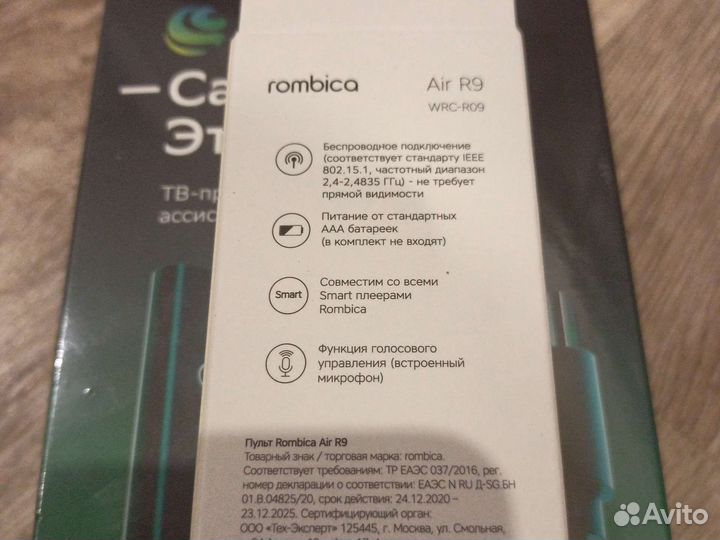 — Са
Эт
ТВ-пр
ассис
rombica
Air R9
WRC-R09
Беспроводное подключение
(соответствует стандарту IEEE
802.15.1, частотный диапазон
2,4-2,4835 ГГц) - не требует
прямой видимости
Питание от стандартных
ААА батареек
(в комплект не входят)
Smart
Совместим со всеми
Smart плеерами
Rombica
Функция голосового
управления (встроенный
микрофон)
Пульт Rombica Air R9
Товарный знак / торговая марка: rombica.
Соответствует требованиям: ТР ЕАЭС 037/2016, рег.
номер декларации о соответствии: ЕАЭС N RU Д-SG.БН
01.В.04825/20, срок действия: 24.12.2020 –
23.12.2025. Сертифицирующий орган:
ООО «Тех-Эксперт» 125445, г. Москва, ул. Смольная,
Avito